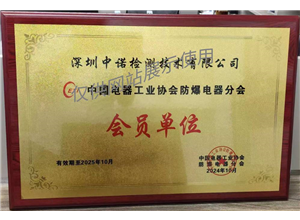 深圳中诺检测技术有限公司
中国电器工业协会防爆电器分会
会员单位
有效期至2025年10月
中国电器工业协会
防爆电器分会
2024年10月
仅供网站展示使用